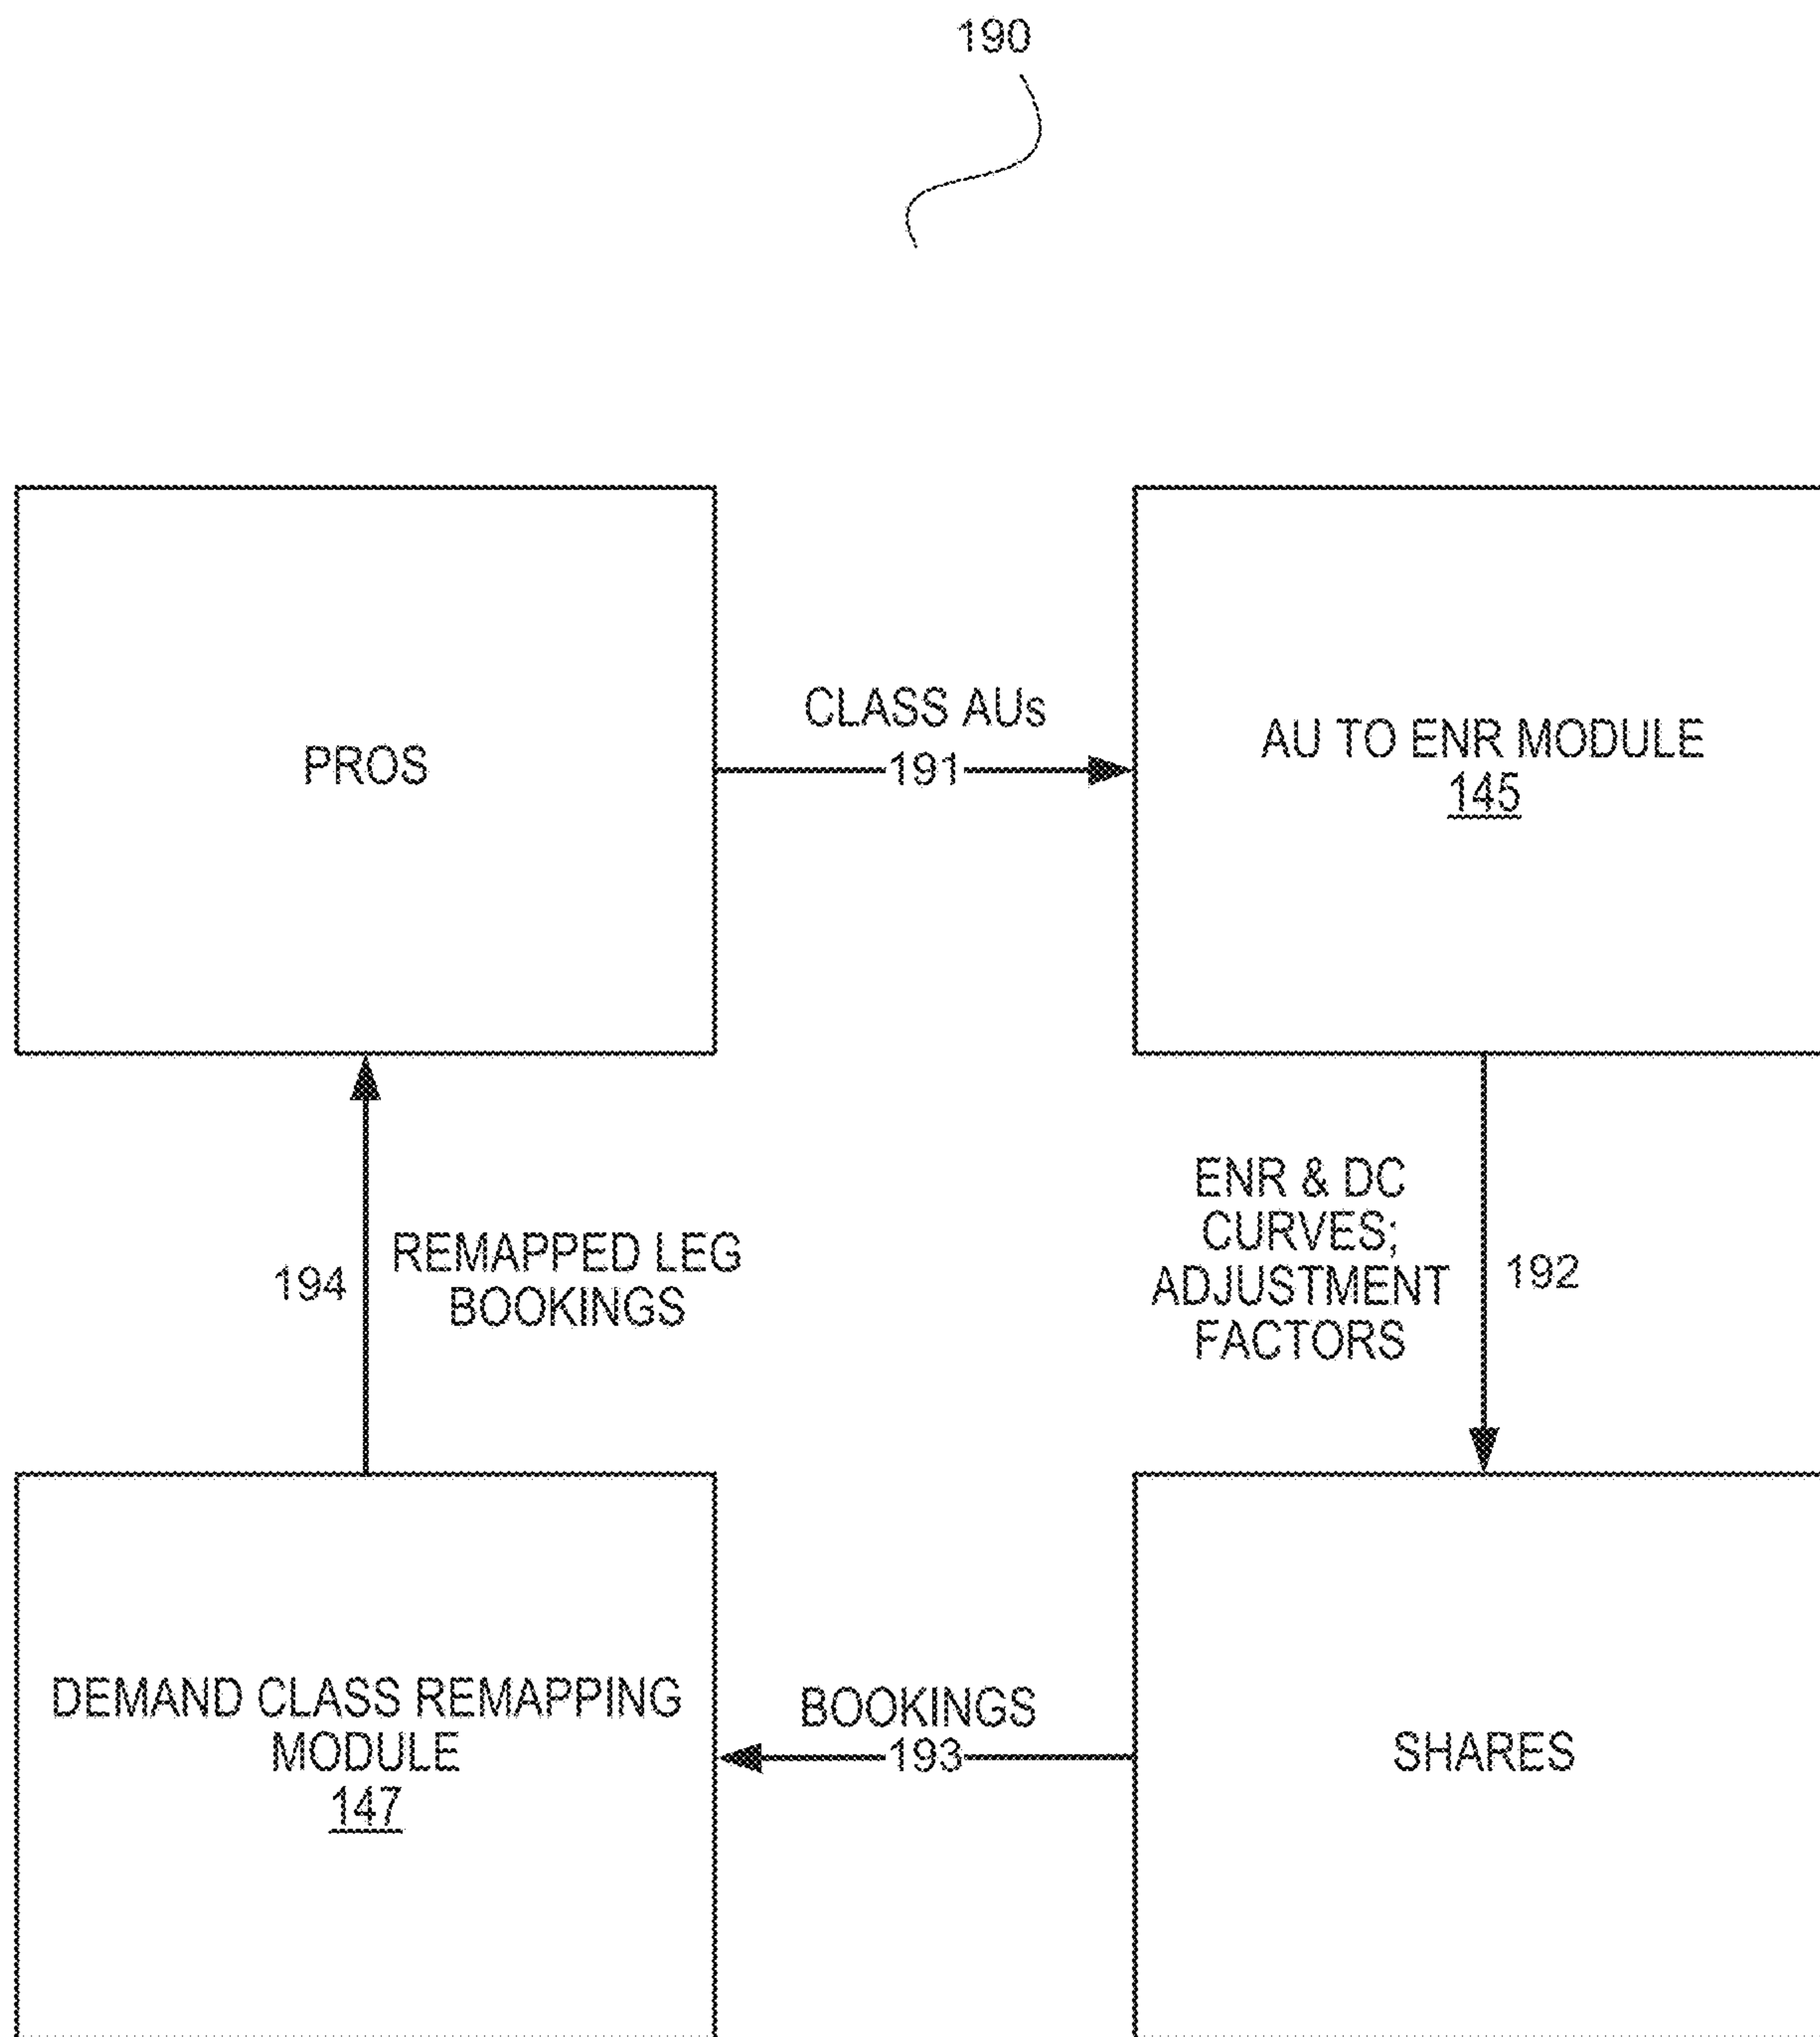 190
PROS
CLASS AUs
191
AU TO ENR MODULE
145
194
REMAPPED LEG
BOOKINGS
ENR & DC
CURVES;
ADJUSTMENT
FACTORS
192
DEMAND CLASS REMAPPING
MODULE
147
BOOKINGS
193
SHARES